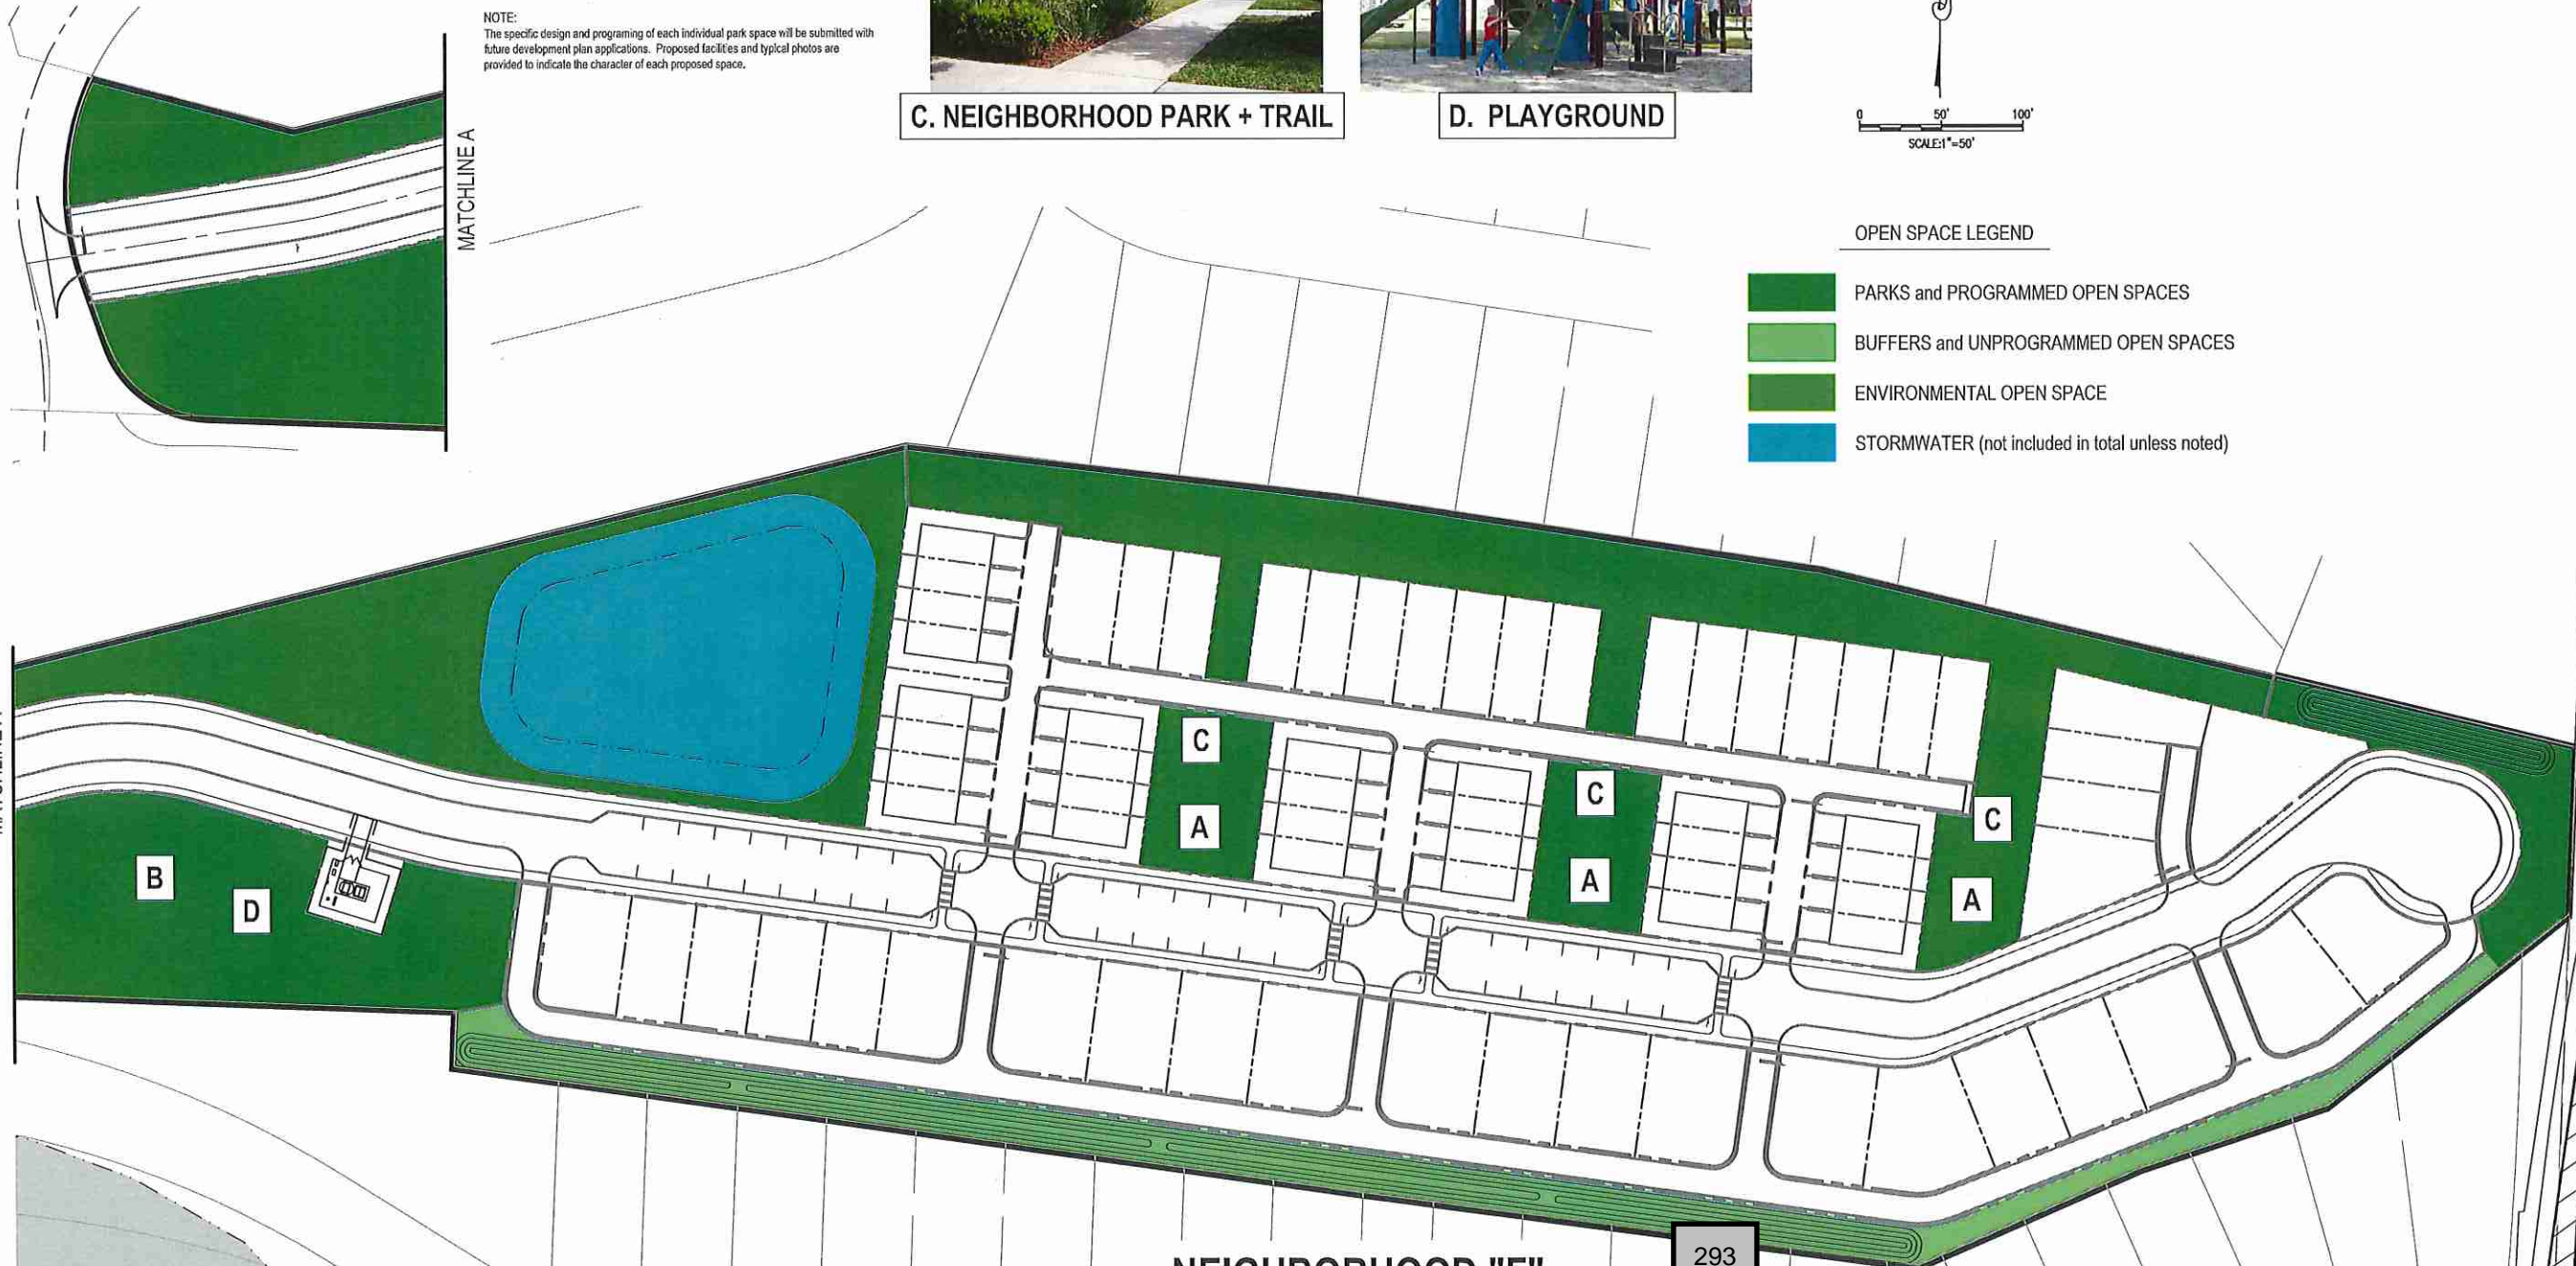 NOTE:
The specific design and programing of each individual park space will be submitted with
future development plan applications. Proposed facilities and typical photos are
provided to indicate the character of each proposed space.
C. NEIGHBORHOOD PARK + TRAIL
D. PLAYGROUND
0 50' 100'
SCALE:1"=50'
MATCHLINE A
OPEN SPACE LEGEND
PARKS and PROGRAMMED OPEN SPACES
BUFFERS and UNPROGRAMMED OPEN SPACES
ENVIRONMENTAL OPEN SPACE
STORMWATER (not included in total unless noted)
C
C
C
A
A
A
B
D
293